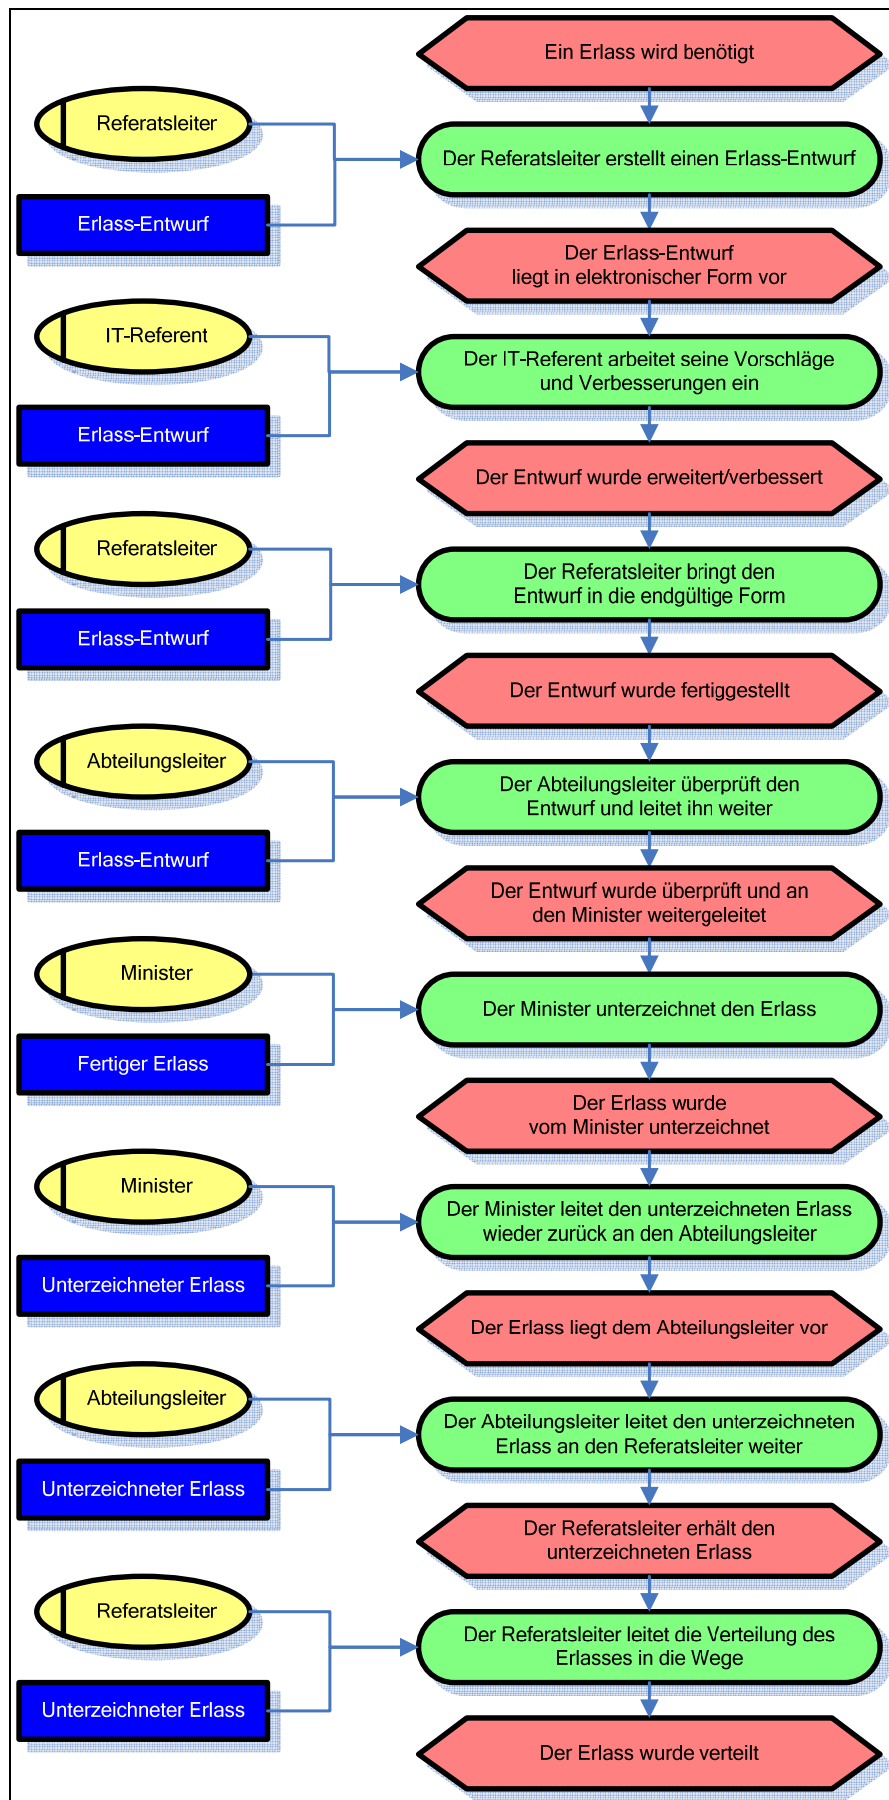 Ein Erlass wird benötigt
Referatsleiter
Der Referatsleiter erstellt einen Erlass-Entwurf
Erlass-Entwurf
Der Erlass-Entwurf
liegt in elektronischer Form vor
IT-Referent
Der IT-Referent arbeitet seine Vorschläge
und Verbesserungen ein
Erlass-Entwurf
Der Entwurf wurde erweitert/verbessert
Referatsleiter
Der Referatsleiter bringt den
Entwurf in die endgültige Form
Erlass-Entwurf
Der Entwurf wurde fertiggestellt
Abteilungsleiter
Der Abteilungsleiter überprüft den
Entwurf und leitet ihn weiter
Erlass-Entwurf
Der Entwurf wurde überprüft und an
den Minister weitergeleitet
Minister
Der Minister unterzeichnet den Erlass
Fertiger Erlass
Der Erlass wurde
vom Minister unterzeichnet
Minister
Der Minister leitet den unterzeichneten Erlass
wieder zurück an den Abteilungsleiter
Unterzeichneter Erlass
Der Erlass liegt dem Abteilungsleiter vor
Abteilungsleiter
Der Abteilungsleiter leitet den unterzeichneten
Erlass an den Referatsleiter weiter
Unterzeichneter Erlass
Der Referatsleiter erhält den
unterzeichneten Erlass
Referatsleiter
Der Referatsleiter leitet die Verteilung des
Erlasses in die Wege
Unterzeichneter Erlass
Der Erlass wurde verteilt